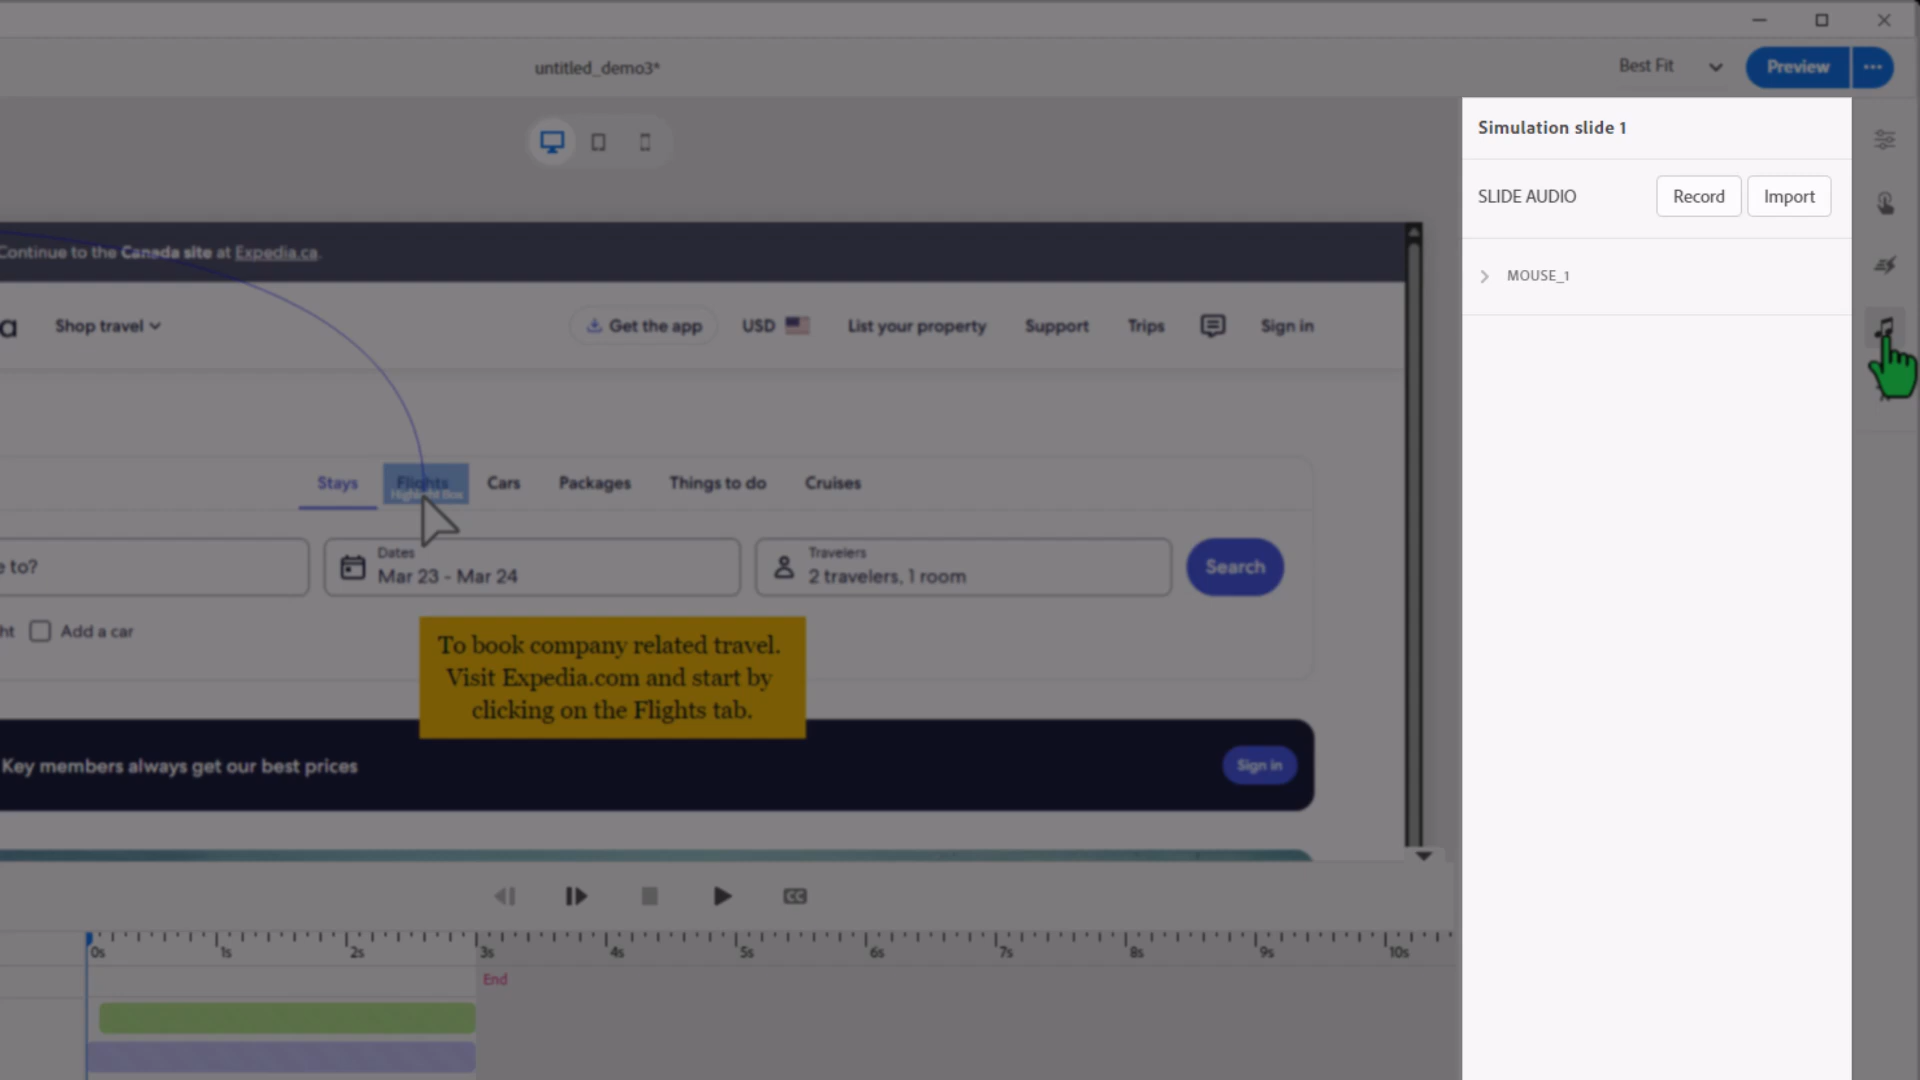 untitled_demo3*
Best Fit
Preview
Simulation slide 1
SLIDE AUDIO
Record
Import
MOUSE_1
Continue to the Canada site at Expedia.ca.
a
Shop travel
Get the app
USD
List your property
Support
Trips
Sign in
Stays
Flights
Highlight Box
Cars
Packages
Things to do
Cruises
e to?
Dates
Mar 23 - Mar 24
Travelers
2 travelers, 1 room
Search
ht
Add a car
To book company related travel.
Visit Expedia.com and start by
clicking on the Flights tab.
Key members always get our best prices
Sign in
CC
0s
1s
2s
3s
4s
5s
6s
7s
8s
9s
10s
End